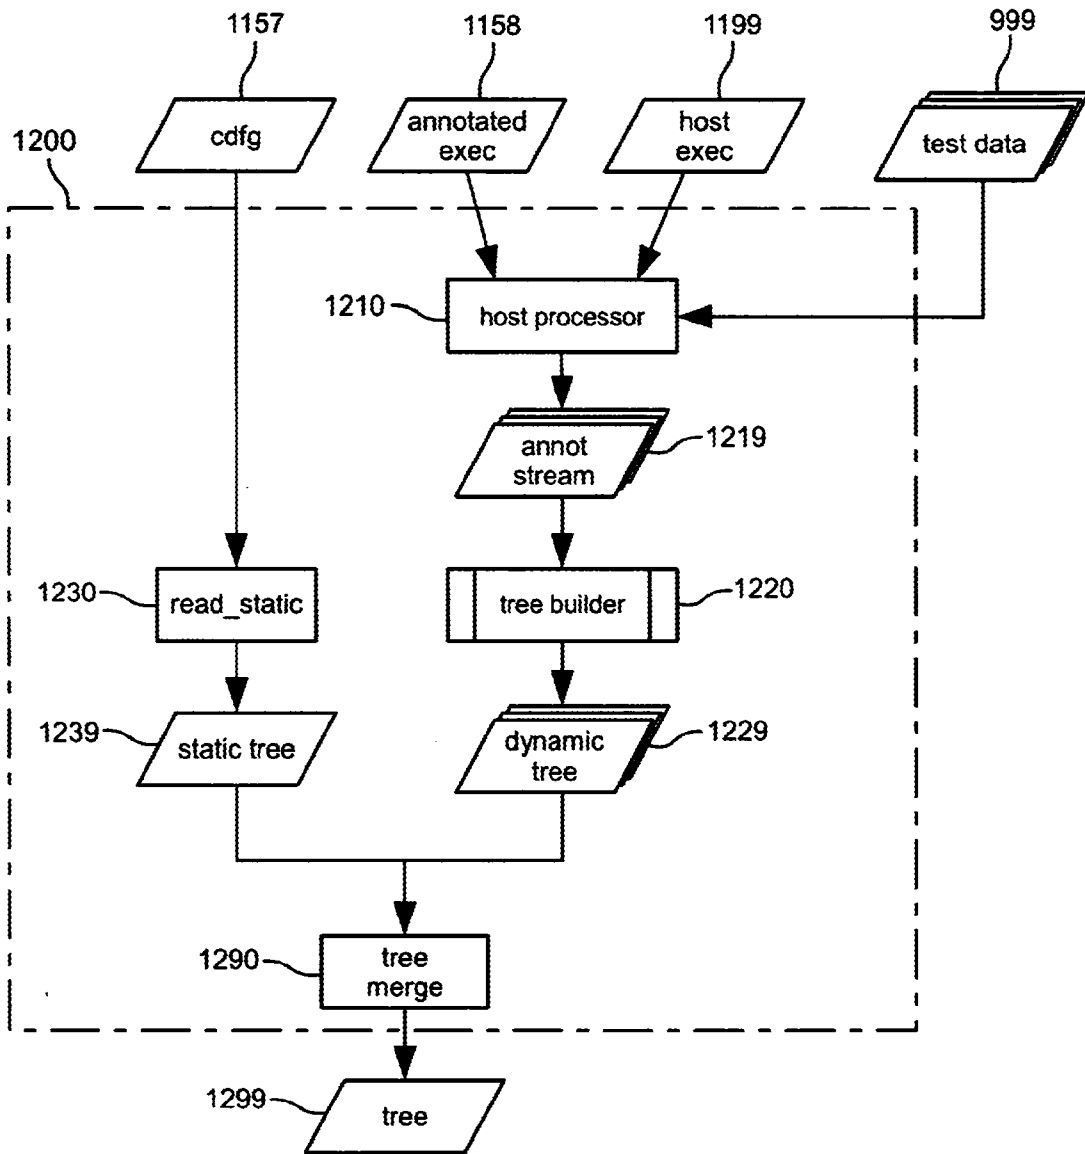 1157
1158
1199
999
cdfg
annotated
exec
host
exec
test data
1200
1210
host processor
annot
stream
1219
1230
read_static
tree builder
1220
1239
static tree
dynamic
tree
1229
1290
tree
merge
1299
tree